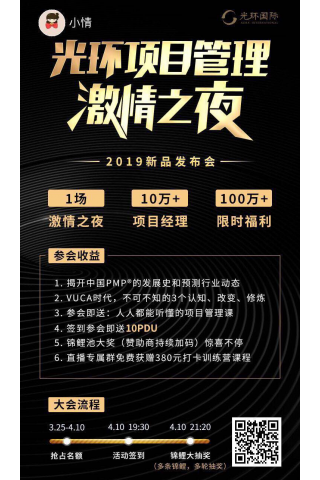 小情
光环国际
光环项目管理
激情之夜
2019新品发布会
1场 10万+ 100万+
激情之夜 项目经理 限时福利
参会收益
1. 揭开中国PMP®的发展史和预测行业动态
2. VUCA时代，不可不知的3个认知、改变、修炼
3. 参会即送：人人都能听懂的项目管理课
4. 签到参会即送10PDU
5. 锦鲤池大奖（赞助商持续加码）惊喜不停
6. 直播专属群免费获赠380元打卡训练营课程
大会流程
3.25-4.10 4.10 19:30 4.10 21:20
抢占名额 活动签到 锦鲤大抽奖
(多条锦鲤，多轮抽奖)